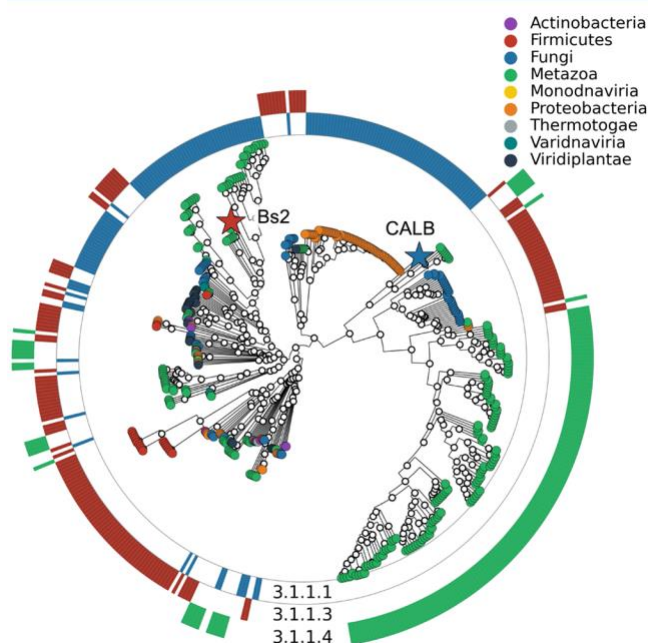 Actinobacteria
Firmicutes
Fungi
Metazoa
Monodnaviria
Proteobacteria
Thermotogae
Varidnaviria
Viridiplantae
Bs2
CALB
3.1.1.1
3.1.1.3
3.1.1.4